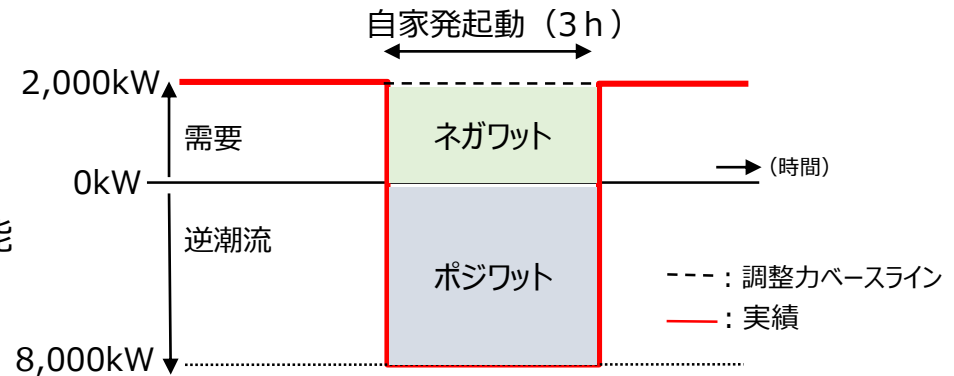 自家発起動（3ｈ）
2,000kW
需要
ネガワット
0kW
（時間）
能
逆潮流
ポジワット
---：調整力ベースライン
：実績
8,000kW